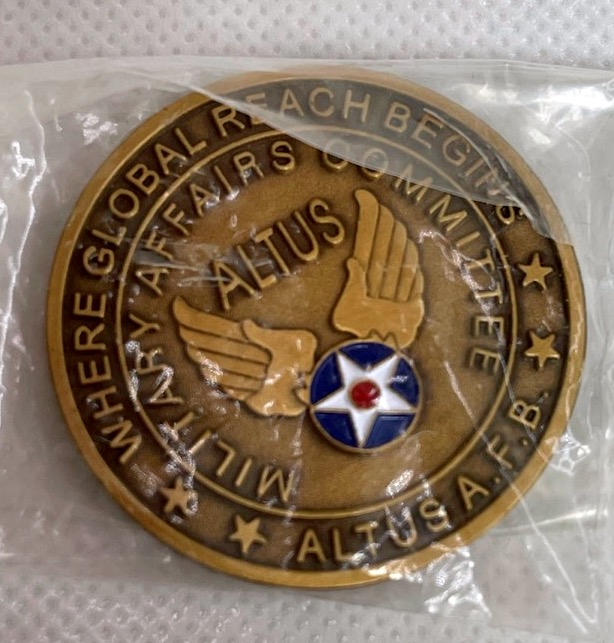 WHERE GLOBAL REACH BEGINS
MILITARY AFFAIRS COMMITTEE
ALTUS
ALTUS A.F.B.